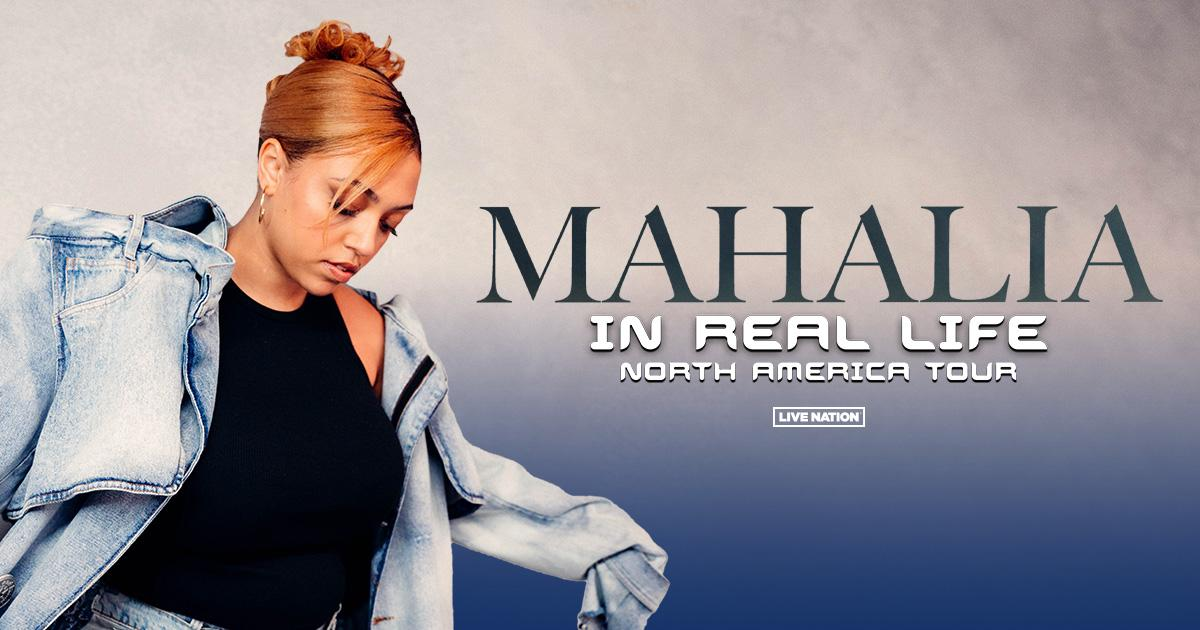 MAHALIA
IN REAL LIFE
NORTH AMERICA TOUR
LIVE NATION